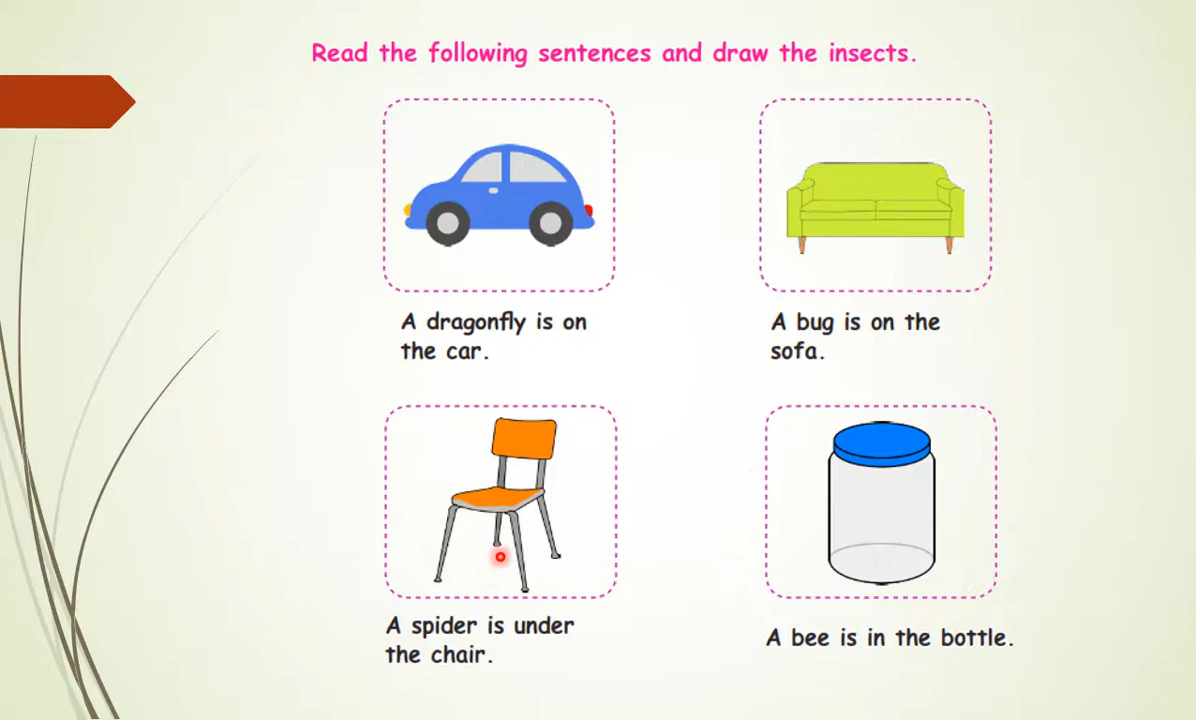 Read the following sentences and draw the insects.
A dragonfly is on
the car.
A bug is on the
sofa.
A spider is under
the chair.
A bee is in the bottle.